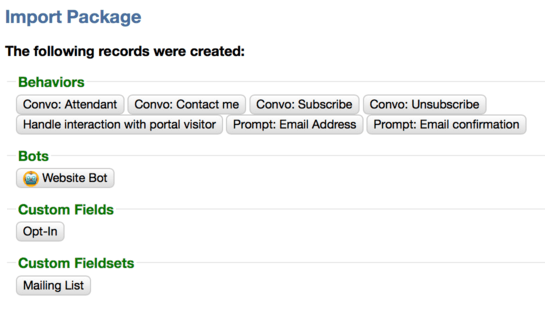 Import Package
The following records were created:
Behaviors
Convo: Attendant Convo: Contact me Convo: Subscribe Convo: Unsubscribe
Handle interaction with portal visitor Prompt: Email Address Prompt: Email confirmation
Bots
Website Bot
Custom Fields
Opt-In
Custom Fieldsets
Mailing List